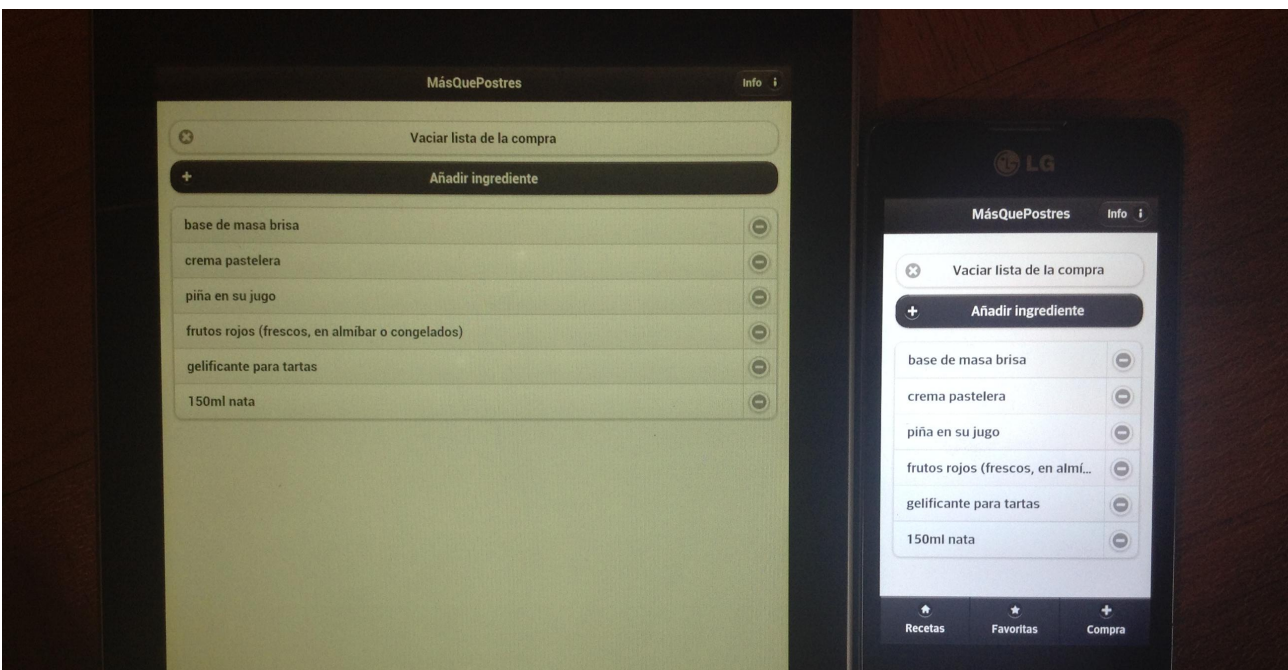 MásQuePostres
Info i
Vaciar lista de la compra
Añadir ingrediente
base de masa brisa
crema pastelera
piña en su jugo
frutos rojos (frescos, en almíbar o congelados)
gelificante para tartas
150ml nata
LG
MásQuePostres
Info i
Vaciar lista de la compra
Añadir ingrediente
base de masa brisa
crema pastelera
piña en su jugo
frutos rojos (frescos, en almí...
gelificante para tartas
150ml nata
Recetas
Favoritas
Compra